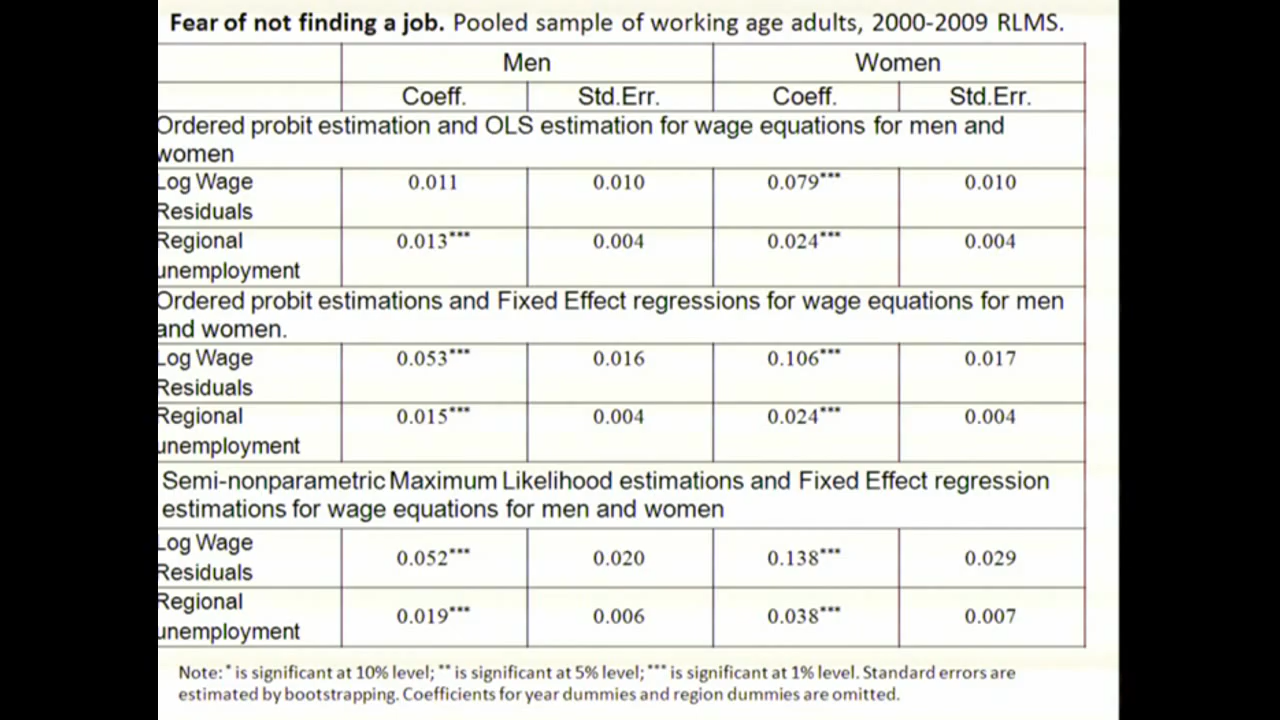 Fear of not finding a job. Pooled sample of working age adults, 2000-2009 RLMS.
Men Women
Coeff. Std.Err. Coeff. Std.Err.
Ordered probit estimation and OLS estimation for wage equations for men and
women
Log Wage 0.011 0.010 0.079*** 0.010
Residuals
Regional 0.013*** 0.004 0.024*** 0.004
unemployment
Ordered probit estimations and Fixed Effect regressions for wage equations for men
and women.
Log Wage 0.053*** 0.016 0.106*** 0.017
Residuals
Regional 0.015*** 0.004 0.024*** 0.004
unemployment
Semi-nonparametric Maximum Likelihood estimations and Fixed Effect regression
estimations for wage equations for men and women
Log Wage
Residuals 0.052*** 0.020 0.138*** 0.029
Regional
unemployment 0.019*** 0.006 0.038*** 0.007
Note: * is significant at 10% level; ** is significant at 5% level; *** is significant at 1% level. Standard errors are
estimated by bootstrapping. Coefficients for year dummies and region dummies are omitted.